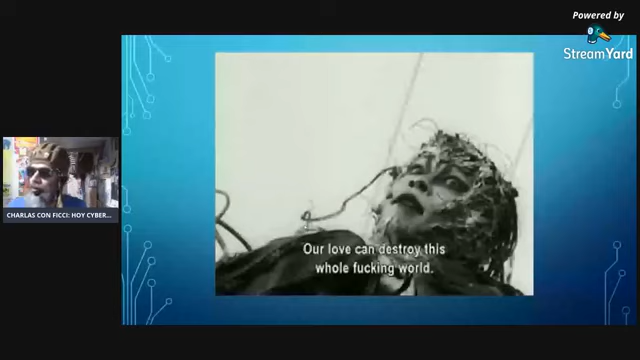 Powered by
StreamYard
CHARLAS CON FICCI: HOY CYBER...
Our love can destroy this
whole fucking world.